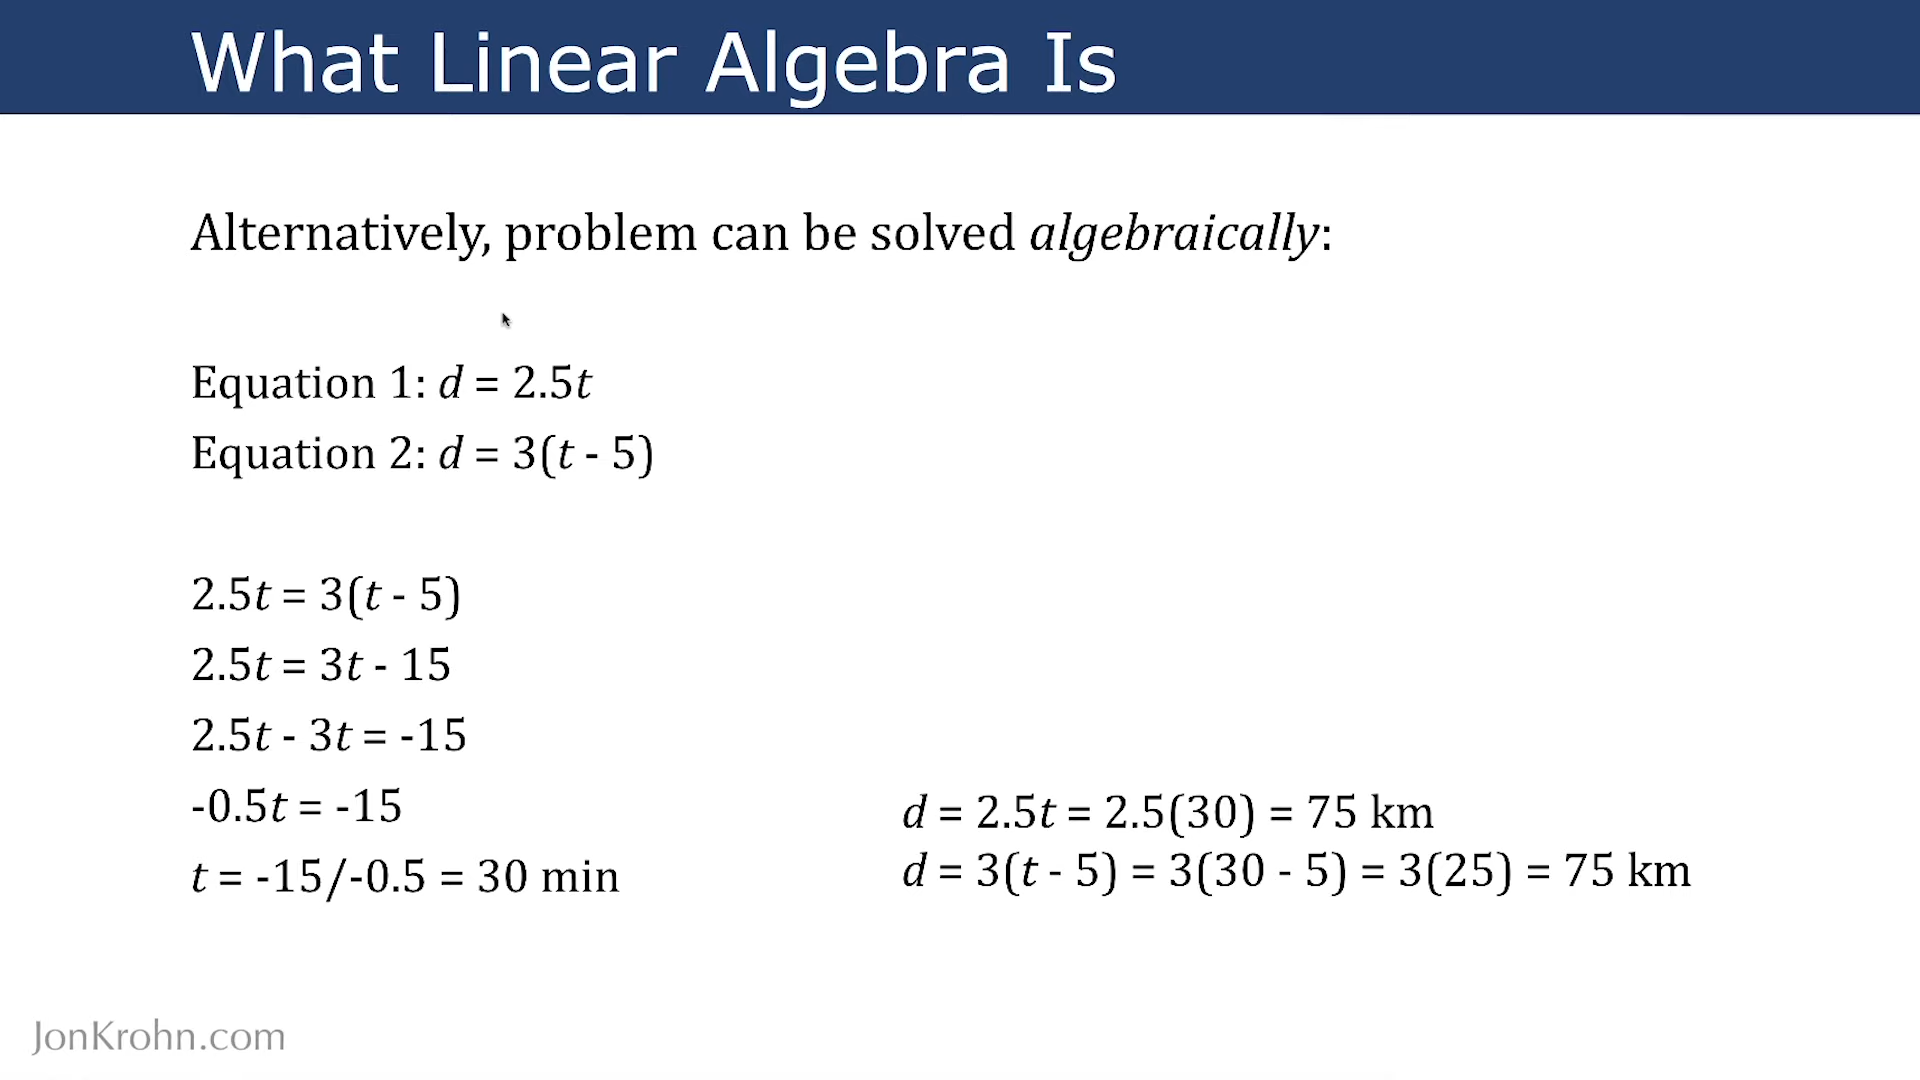 What Linear Algebra Is
Alternatively, problem can be solved algebraically:
Equation 1: d = 2.5t
Equation 2: d = 3(t - 5)
2.5t = 3(t - 5)
2.5t = 3t - 15
2.5t - 3t = -15
-0.5t = -15
t = -15/-0.5 = 30 min
d = 2.5t = 2.5(30) = 75 km
d = 3(t - 5) = 3(30 - 5) = 3(25) = 75 km
JonKrohn.com